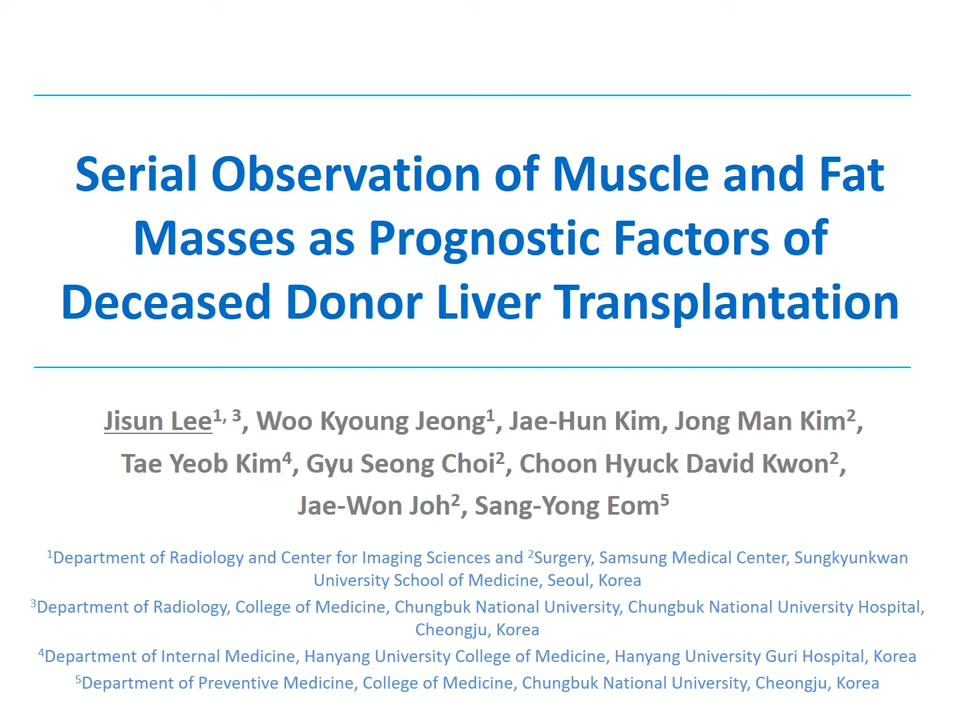 Serial Observation of Muscle and Fat
Masses as Prognostic Factors of
Deceased Donor Liver Transplantation
Jisun Lee1, 3, Woo Kyoung Jeong1, Jae-Hun Kim, Jong Man Kim2,
Tae Yeob Kim4, Gyu Seong Choi2, Choon Hyuck David Kwon2,
Jae-Won Joh2, Sang-Yong Eom5
1Department of Radiology and Center for Imaging Sciences and 2Surgery, Samsung Medical Center, Sungkyunkwan
University School of Medicine, Seoul, Korea
3Department of Radiology, College of Medicine, Chungbuk National University, Chungbuk National University Hospital,
Cheongju, Korea
4Department of Internal Medicine, Hanyang University College of Medicine, Hanyang University Guri Hospital, Korea
5Department of Preventive Medicine, College of Medicine, Chungbuk National University, Cheongju, Korea